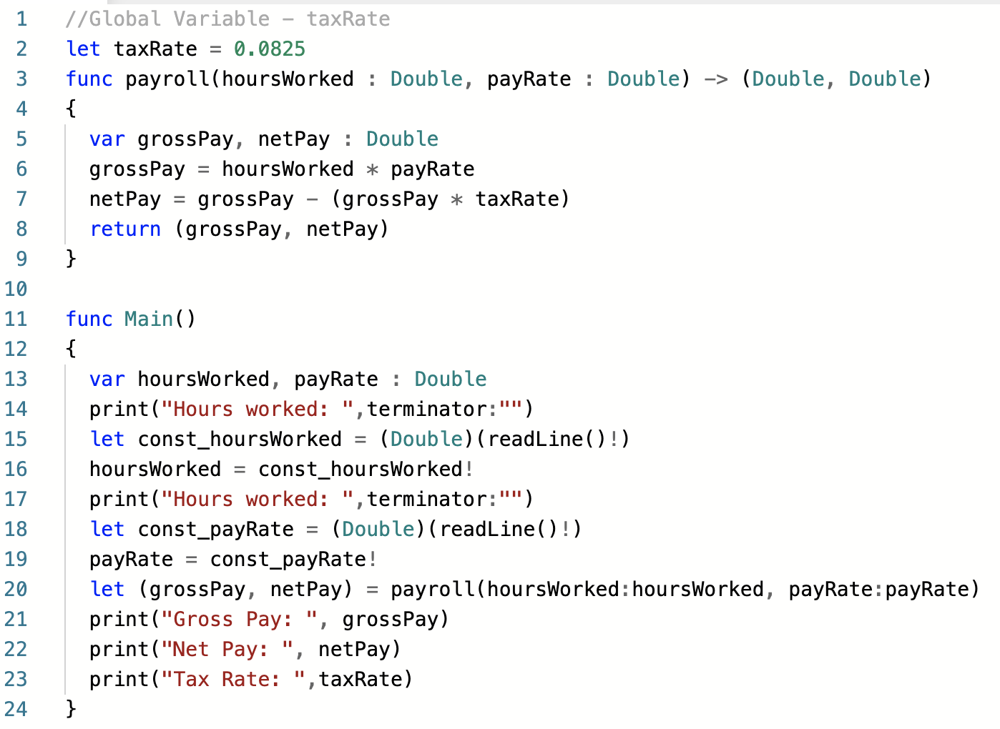 1 //Global Variable - taxRate
2 let taxRate = 0.0825
3 func payroll(hoursWorked : Double, payRate : Double) -> (Double, Double)
4 {
5   var grossPay, netPay : Double
6   grossPay = hoursWorked * payRate
7   netPay = grossPay - (grossPay * taxRate)
8   return (grossPay, netPay)
9 }
10
11 func Main()
12 {
13   var hoursWorked, payRate : Double
14   print("Hours worked: ",terminator:"")
15   let const_hoursWorked = (Double)(readLine()!)
16   hoursWorked = const_hoursWorked!
17   print("Hours worked: ",terminator:"")
18   let const_payRate = (Double)(readLine()!)
19   payRate = const_payRate!
20   let (grossPay, netPay) = payroll(hoursWorked:hoursWorked, payRate:payRate)
21   print("Gross Pay: ", grossPay)
22   print("Net Pay: ", netPay)
23   print("Tax Rate: ",taxRate)
24 }